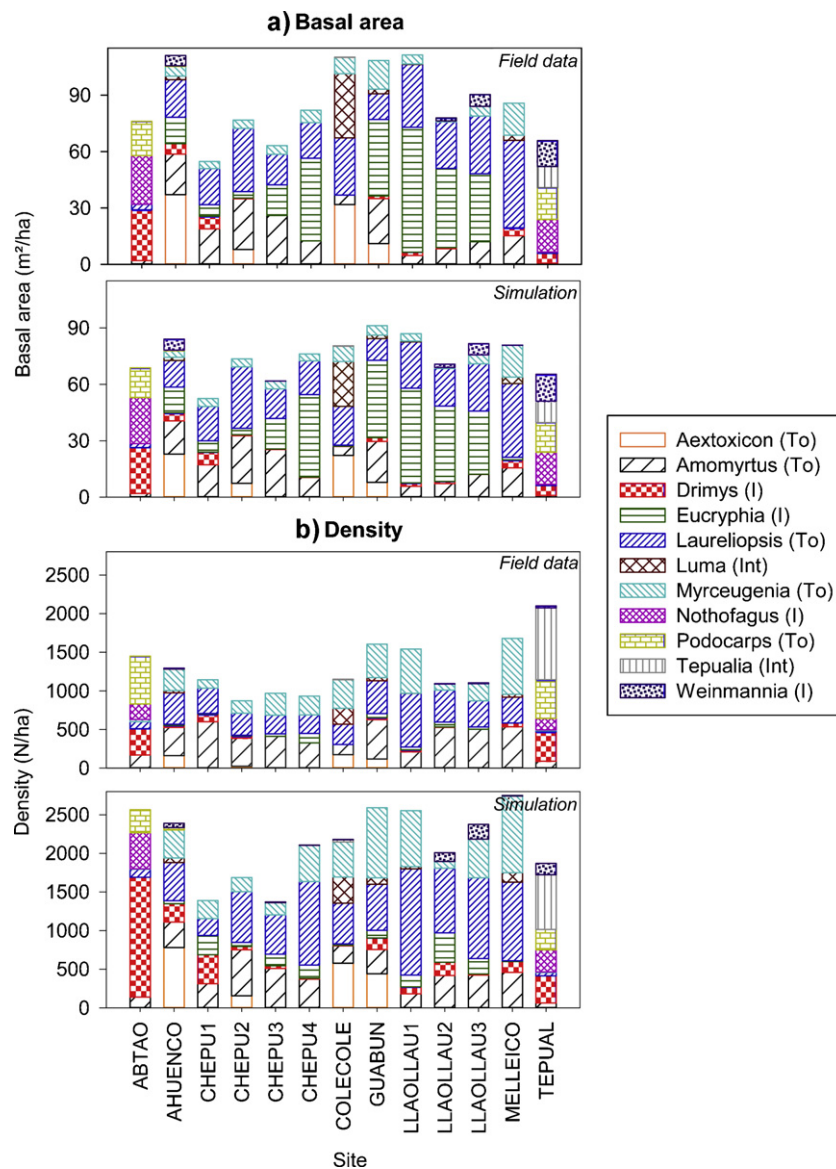 a) Basal area
Field data
90
60
30
0
Simulation
90
60
30
0
Basal area (m²/ha)
b) Density
Field data
2500
2000
1500
1000
500
0
Simulation
2500
2000
1500
1000
500
0
Density (N/ha)
ABTAO
AHUENCO
CHEPU1
CHEPU2
CHEPU3
CHEPU4
COLECOLE
GUABUN
LLAOLLAU1
LLAOLLAU2
LLAOLLAU3
MELLEICO
TEPUAL
Site
Aextoxicon (To)
Amomyrtus (To)
Drimys (I)
Eucryphia (I)
Laureliopsis (To)
Luma (Int)
Myrceugenia (To)
Nothofagus (I)
Podocarps (To)
Tepualia (Int)
Weinmannia (I)